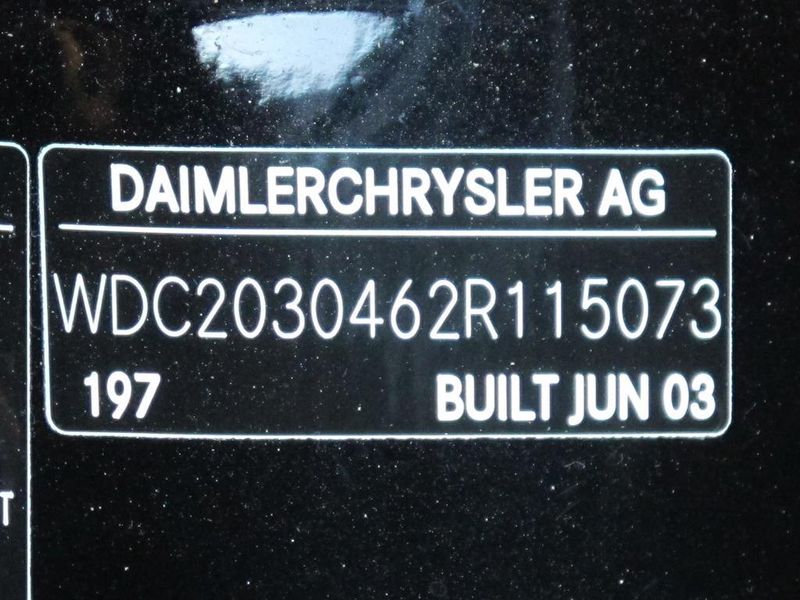 DAIMLERCHRYSLER AG
WDC2030462R115073
197 BUILT JUN 03
T